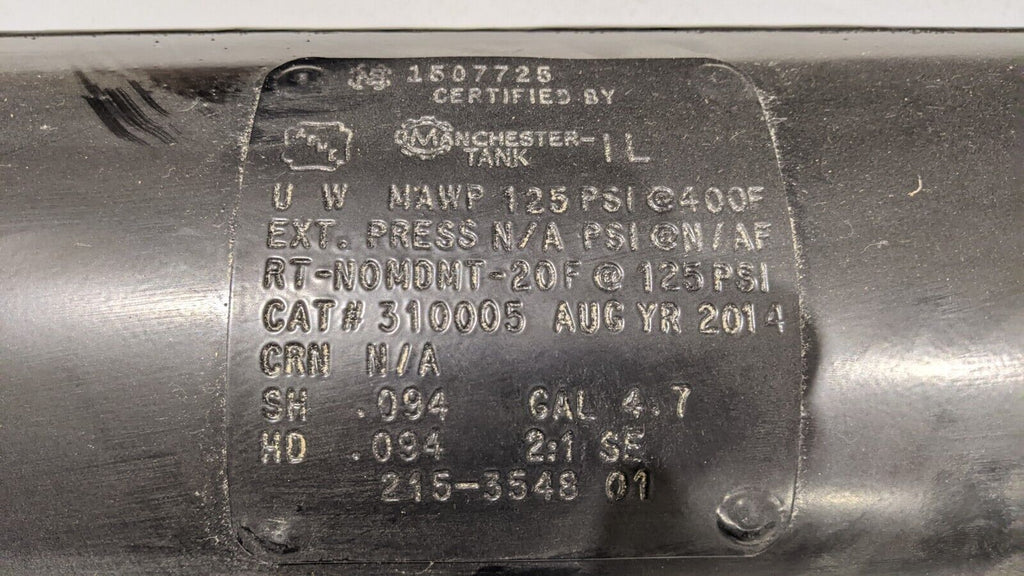 1507725
CERTIFIED BY
MANCHESTER-IL
TANK
U W MAWP 125 PSI @400F
EXT. PRESS N/A PSI @N/AF
RT-NOMDMT-20F @ 125PSI
CAT# 310005 AUG YR 2014
CRN N/A
SH .094 GAL 4.7
HD .094 2:1 SE
215-3548 01